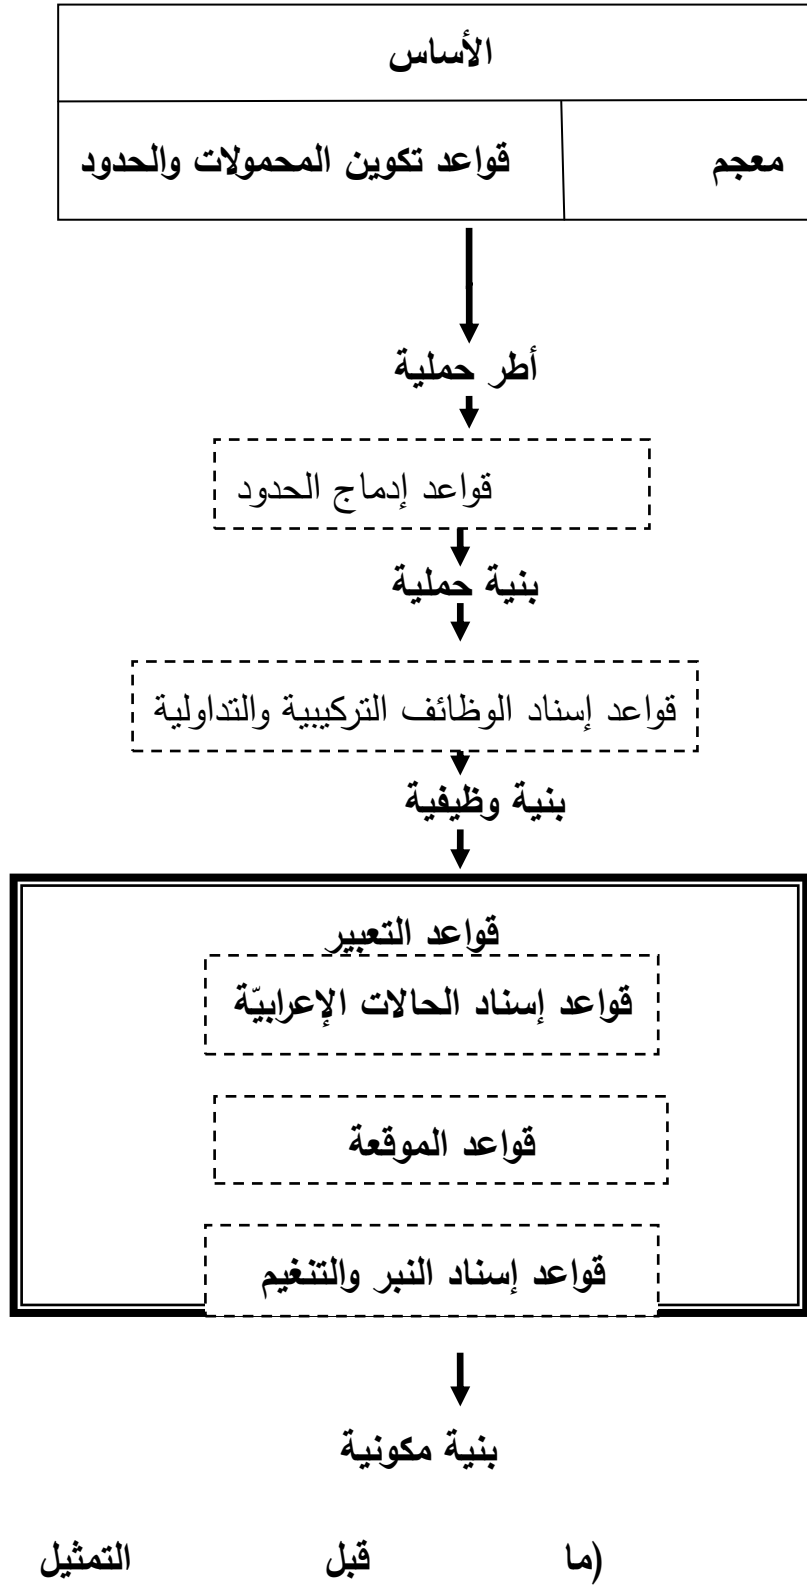 الأساس
معجم قواعد تكوين المحمولات والحدود
أطر حملية
قواعد إدماج الحدود
بنية حملية
قواعد إسناد الوظائف التركيبية والتداولية
بنية وظيفية
قواعد التعبير
قواعد إسناد الحالات الإعرابيّة
قواعد الموقعة
قواعد إسناد النبر والتنغيم
بنية مكونية
(ما قبل التمثيل